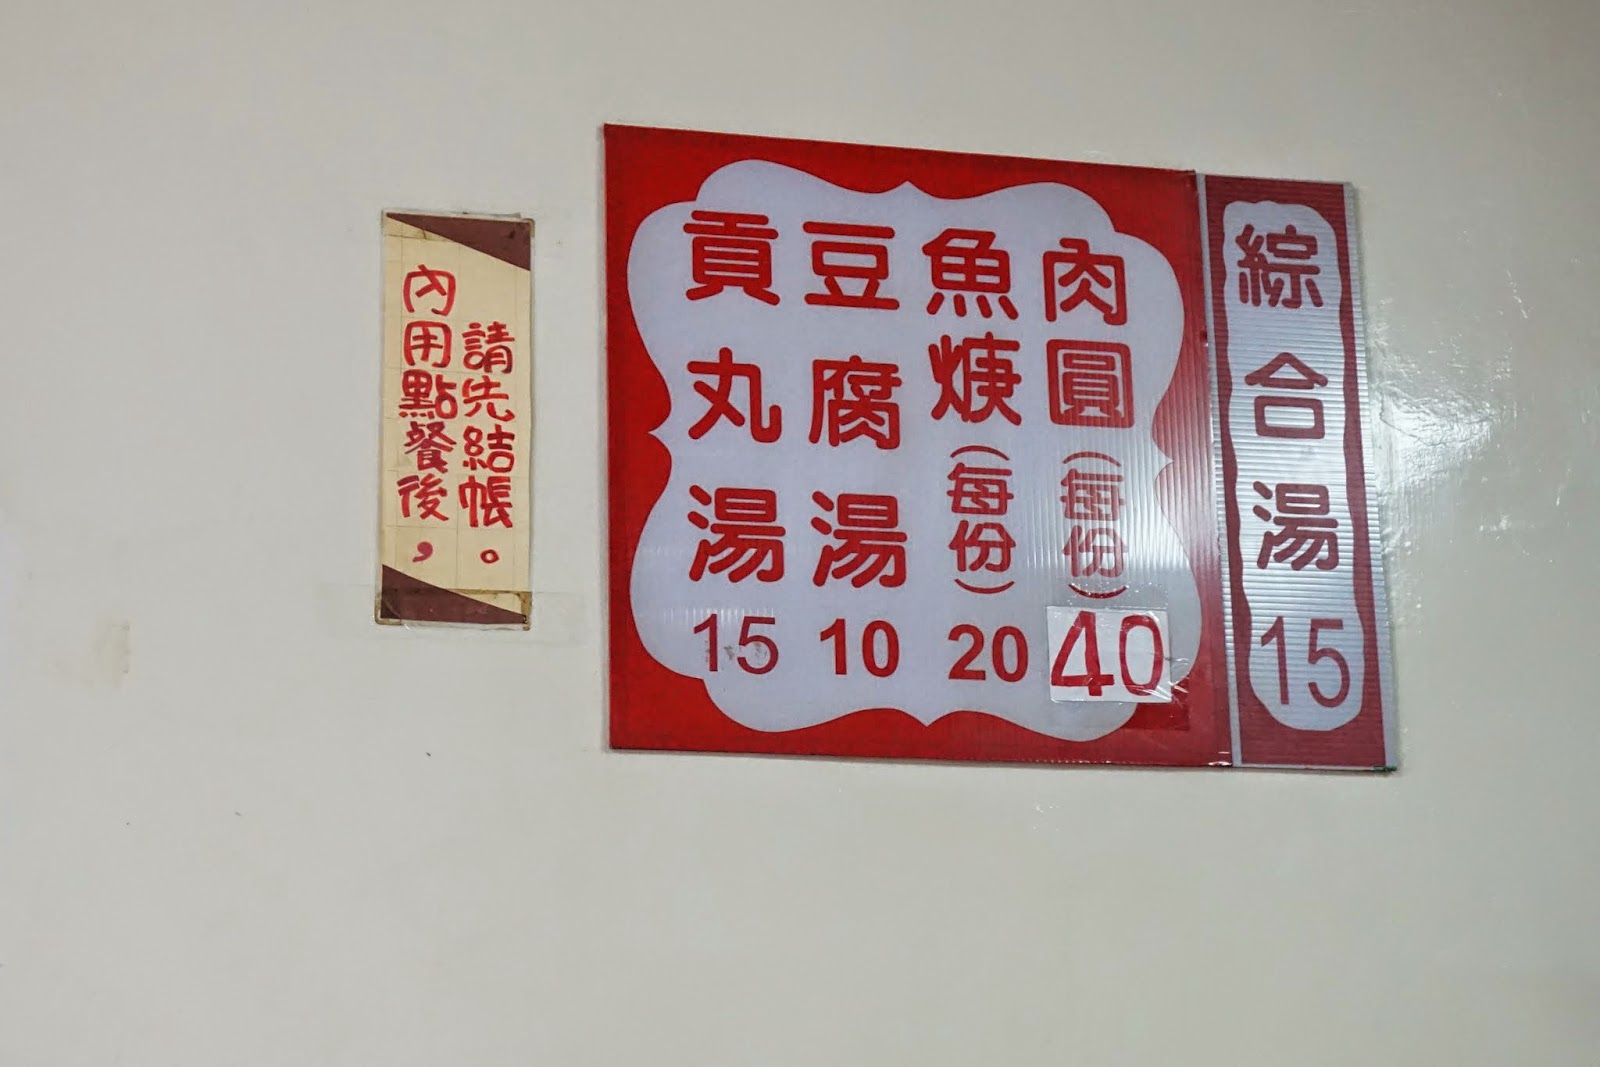 內用點餐後，
請先結帳。
綜合湯 15
肉圓(每份) 40
魚焿(每份) 20
豆腐湯 10
貢丸湯 15